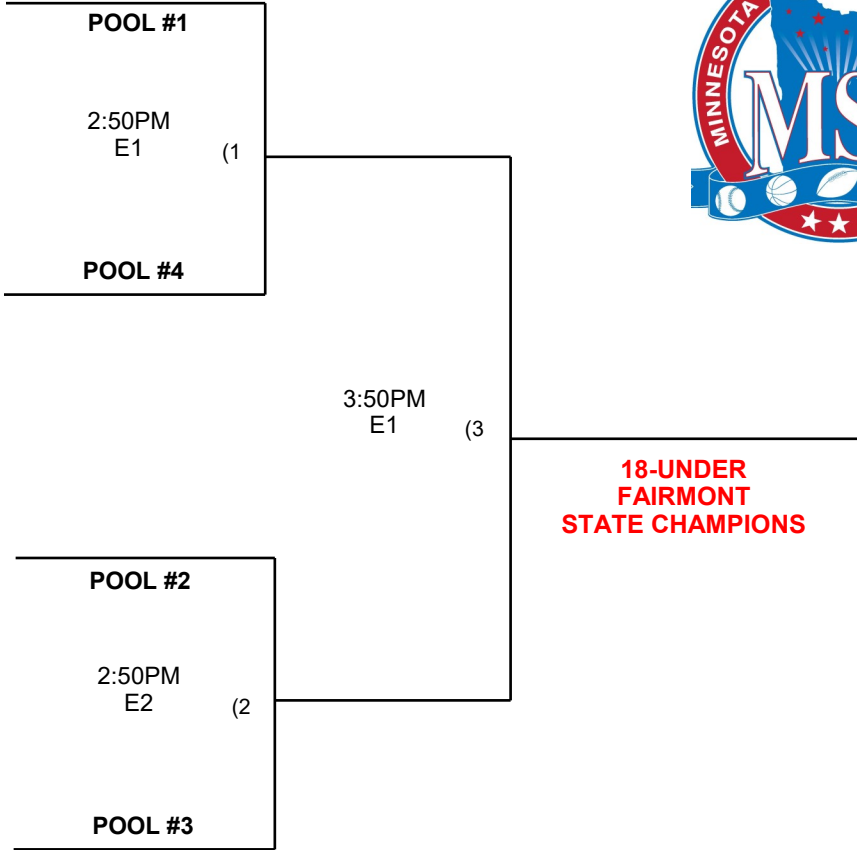 POOL #1
MINNESOTA
MS
2:50PM
E1 (1
POOL #4
3:50PM
E1 (3
18-UNDER
FAIRMONT
STATE CHAMPIONS
POOL #2
2:50PM
E2 (2
POOL #3